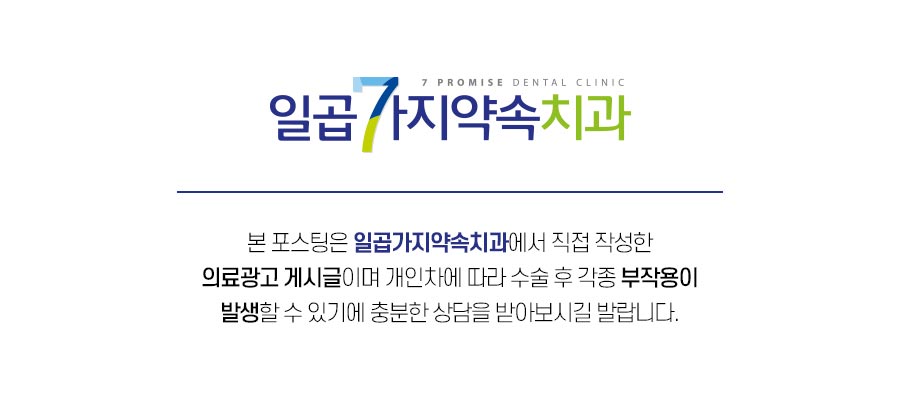 7 PROMISE DENTAL CLINIC
일곱7가지약속치과
본 포스팅은 일곱가지약속치과에서 직접 작성한
의료광고 게시글이며 개인차에 따라 수술 후 각종 부작용이
발생할 수 있기에 충분한 상담을 받아보시길 발랍니다.